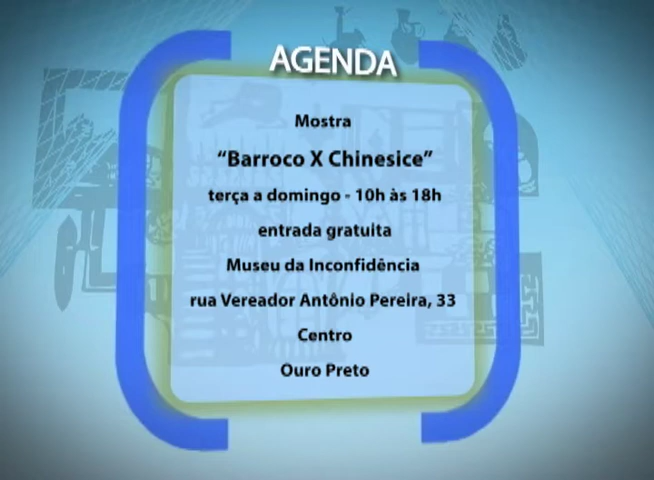 AGENDA
Mostra
“Barroco X Chinesice”
terça a domingo - 10h às 18h
entrada gratuita
Museu da Inconfidência
rua Vereador Antônio Pereira, 33
Centro
Ouro Preto